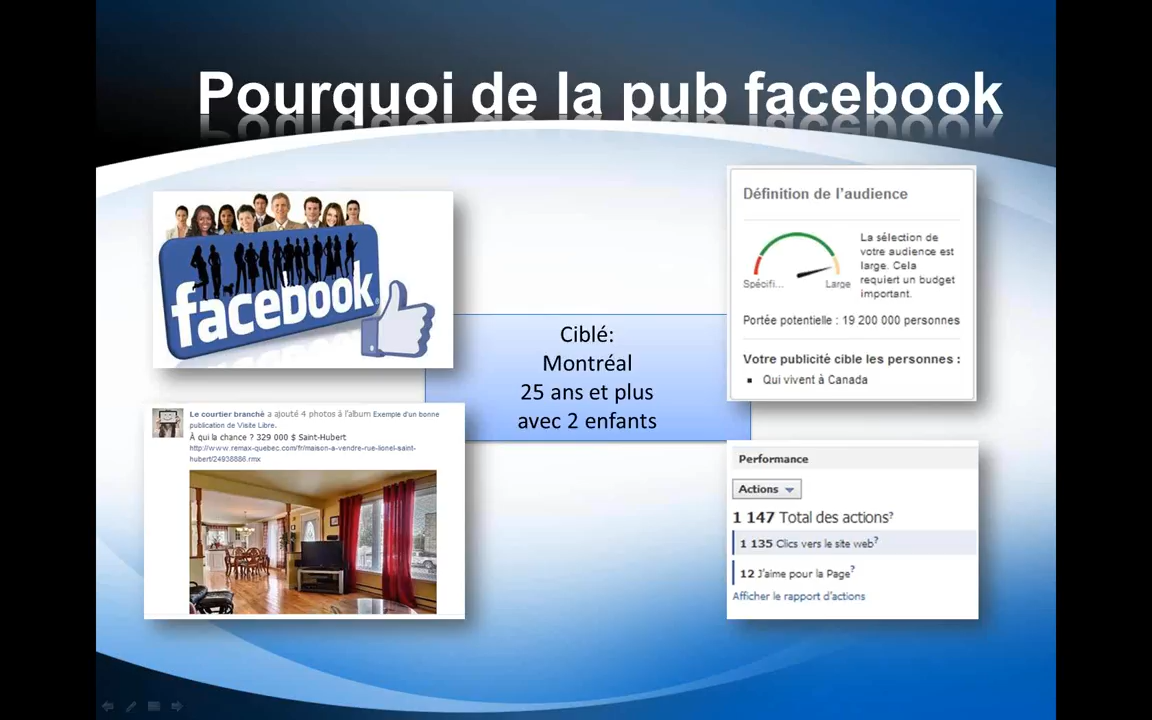 Pourquoi de la pub facebook
facebook
Ciblé:
Montréal
25 ans et plus
avec 2 enfants
Définition de l'audience
La sélection de
votre audience est
large. Cela
requiert un budget
important.
Spécifi...
Large
Portée potentielle : 19 200 000 personnes
Votre publicité cible les personnes :
▪ Qui vivent à Canada
Le courtier branché a ajouté 4 photos à l'album Exemple d'un bonne
publication de Visite Libre.
À qui la chance ? 329 000 $ Saint-Hubert
http://www.remax-quebec.com/fr/maison-a-vendre-rue-lionel-saint-
hubert/24938886.rmx
Performance
Actions
1 147 Total des actions?
1 135 Clics vers le site web?
12 J'aime pour la Page?
Afficher le rapport d'actions